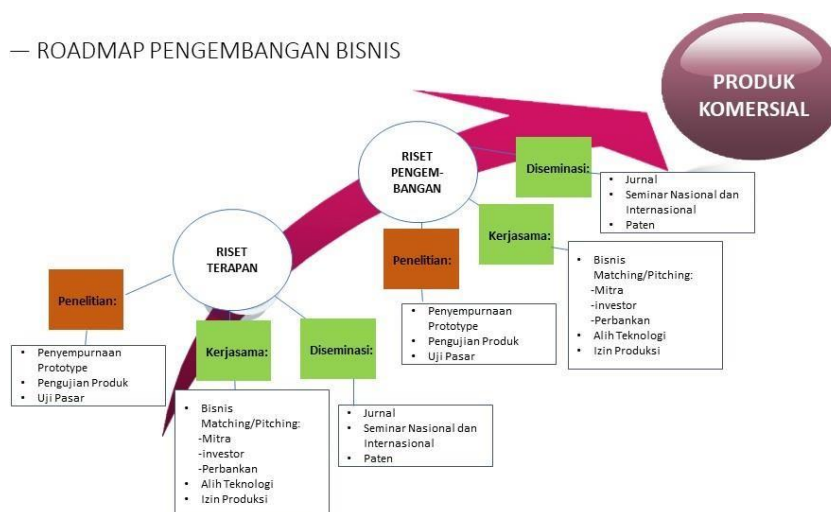 — ROADMAP PENGEMBANGAN BISNIS
PRODUK
KOMERSIAL
RISET
PENGEM-
BANGAN
Diseminasi:
• Jurnal
• Seminar Nasional dan
Internasional
• Paten
Kerjasama:
• Bisnis
Matching/Pitching:
-Mitra
-investor
-Perbankan
• Alih Teknologi
• Izin Produksi
Penelitian:
• Penyempurnaan
Prototype
• Pengujian Produk
• Uji Pasar
RISET
TERAPAN
Penelitian:
• Penyempurnaan
Prototype
• Pengujian Produk
• Uji Pasar
Kerjasama:
• Bisnis
Matching/Pitching:
-Mitra
-investor
-Perbankan
• Alih Teknologi
• Izin Produksi
Diseminasi:
• Jurnal
• Seminar Nasional dan
Internasional
• Paten